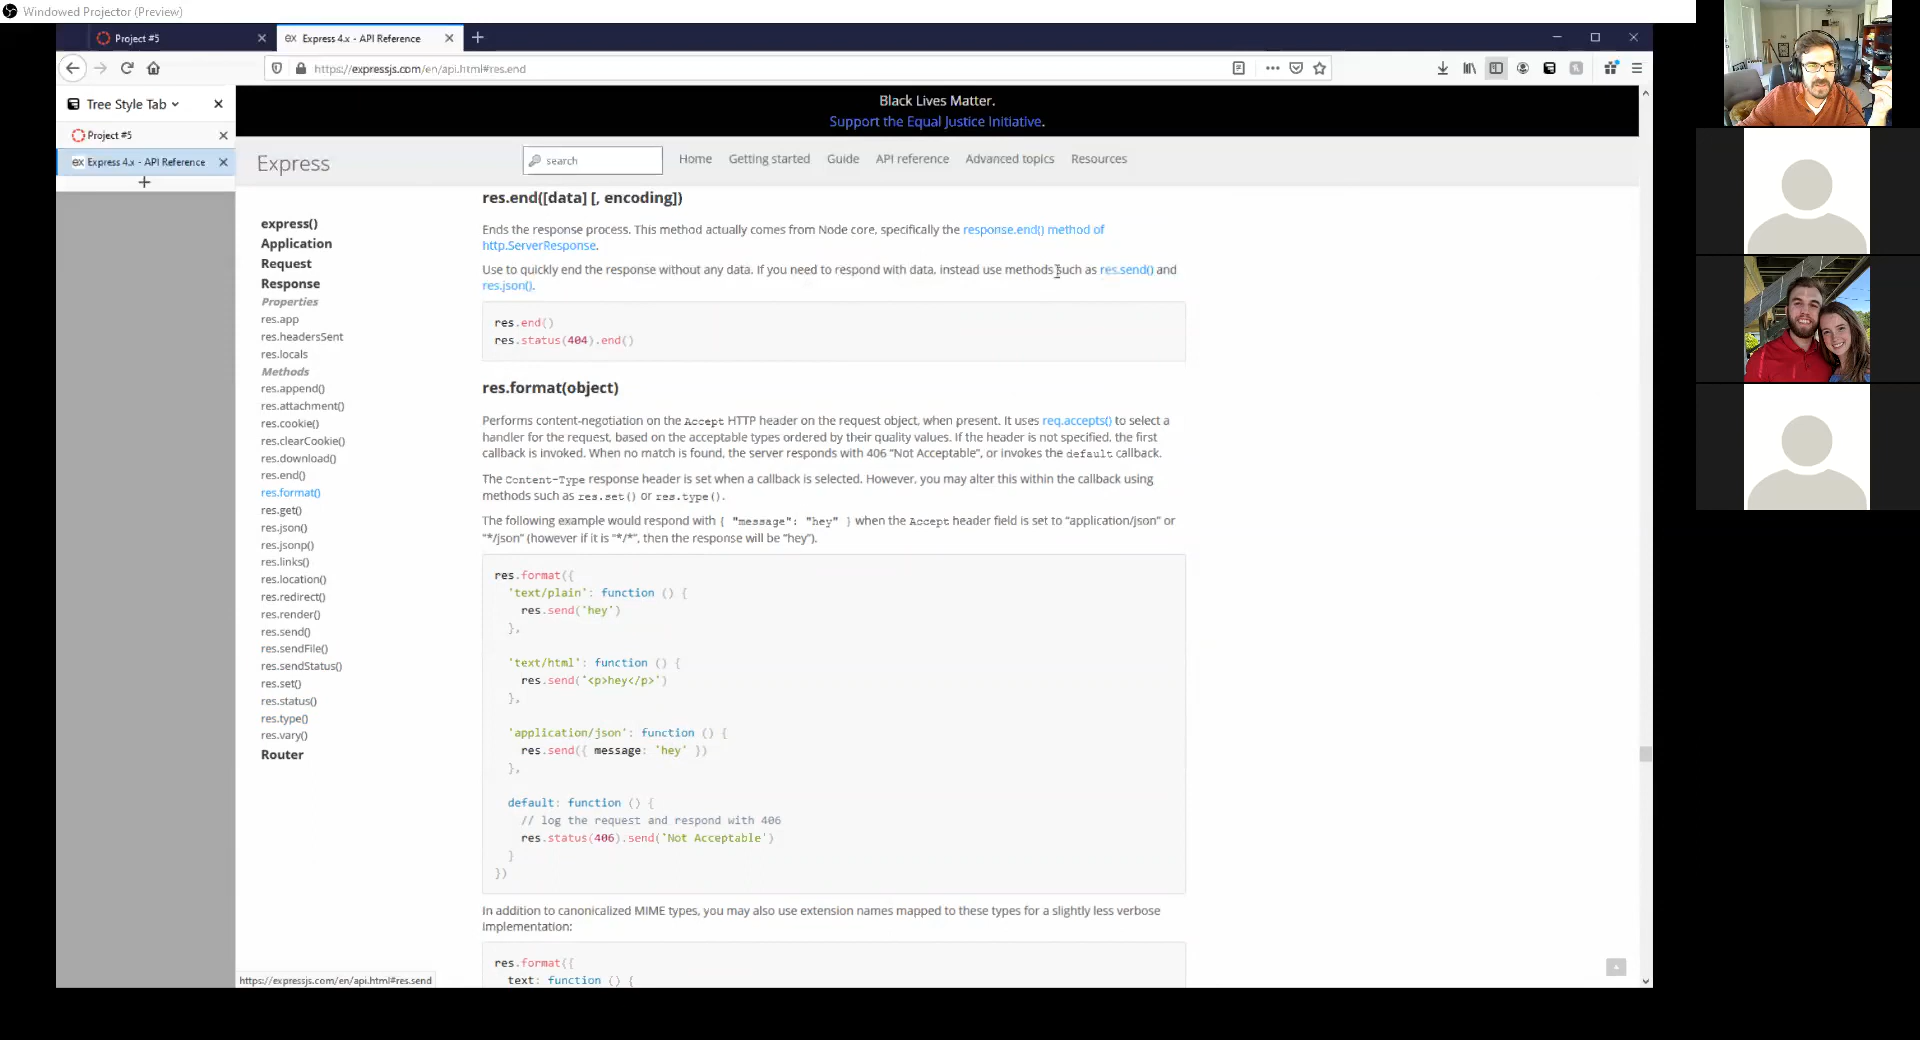 Windowed Projector (Preview)
Project #5
Express 4.x - API Reference
https://expressjs.com/en/api.html#res.end
Tree Style Tab
Project #5
Express 4.x - API Reference
Black Lives Matter.
Support the Equal Justice Initiative.
Express
search
Home
Getting started
Guide
API reference
Advanced topics
Resources
express()
Application
Request
Response
Properties
res.app
res.headersSent
res.locals
Methods
res.append()
res.attachment()
res.cookie()
res.clearCookie()
res.download()
res.end()
res.format()
res.get()
res.json()
res.jsonp()
res.links()
res.location()
res.redirect()
res.render()
res.send()
res.sendFile()
res.sendStatus()
res.set()
res.status()
res.type()
res.vary()
Router
res.end([data] [, encoding])
Ends the response process. This method actually comes from Node core, specifically the response.end() method of
http.ServerResponse.
Use to quickly end the response without any data. If you need to respond with data, instead use methods such as res.send() and
res.json().
res.end()
res.status(404).end()
res.format(object)
Performs content-negotiation on the Accept HTTP header on the request object, when present. It uses req.accepts() to select a
handler for the request, based on the acceptable types ordered by their quality values. If the header is not specified, the first
callback is invoked. When no match is found, the server responds with 406 “Not Acceptable”, or invokes the default callback.
The Content-Type response header is set when a callback is selected. However, you may alter this within the callback using
methods such as res.set() or res.type().
The following example would respond with { "message": "hey" } when the Accept header field is set to “application/json” or
“*/json” (however if it is “*/*”, then the response will be “hey”).
res.format({
'text/plain': function () {
res.send('hey')
},
'text/html': function () {
res.send('<p>hey</p>')
},
'application/json': function () {
res.send({ message: 'hey' })
},
default: function () {
// log the request and respond with 406
res.status(406).send('Not Acceptable')
}
})
In addition to canonicalized MIME types, you may also use extension names mapped to these types for a slightly less verbose
implementation:
res.format({
text: function () {
https://expressjs.com/en/api.html#res.send